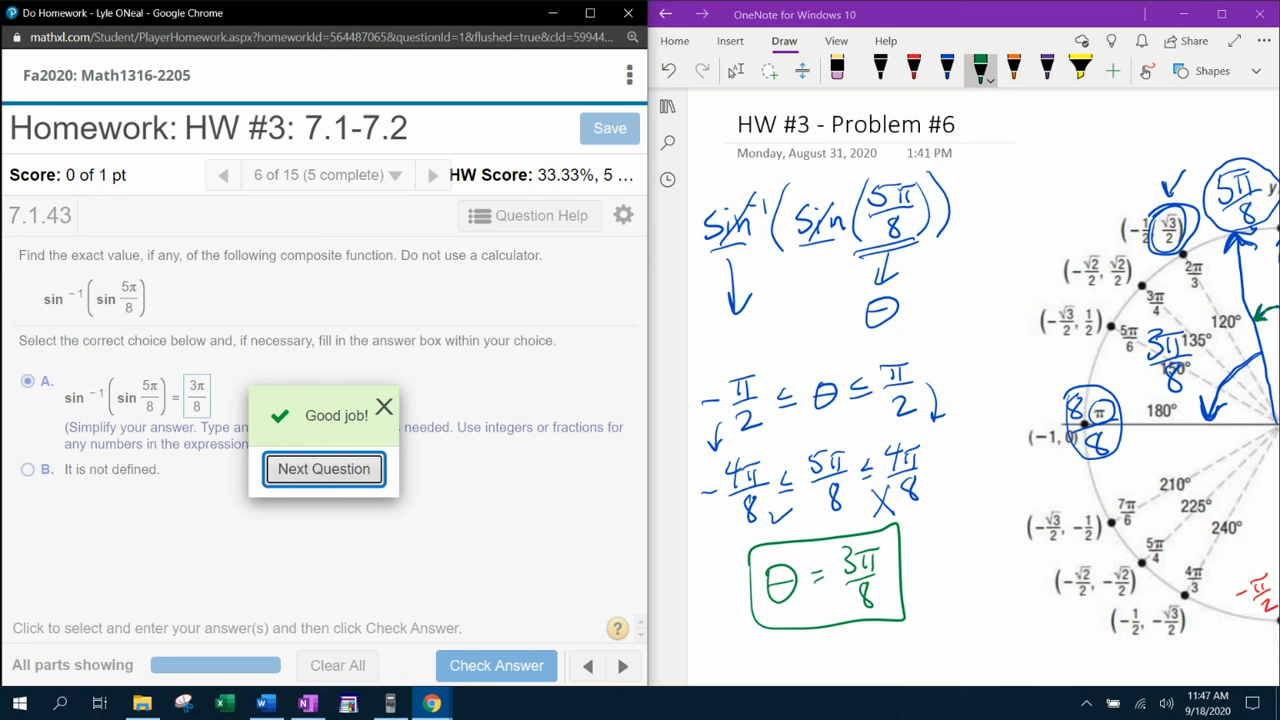 Do Homework - Lyle ONeal - Google Chrome
mathxl.com/Student/PlayerHomework.aspx?homeworkId=564487065&questionId=1&flushed=true&cId=59944...
Fa2020: Math1316-2205
Homework: HW #3: 7.1-7.2
Save
Score: 0 of 1 pt
6 of 15 (5 complete)
HW Score: 33.33%, 5 ...
7.1.43
Question Help
Find the exact value, if any, of the following composite function. Do not use a calculator.
sin ⁻¹ (sin 5π/8)
Select the correct choice below and, if necessary, fill in the answer box within your choice.
A. sin ⁻¹ (sin 5π/8) = 3π/8
(Simplify your answer. Type an
needed. Use integers or fractions for
any numbers in the expression
B. It is not defined.
Good job!
Next Question
Click to select and enter your answer(s) and then click Check Answer.
?
All parts showing
Clear All
Check Answer
OneNote for Windows 10
Home Insert Draw View Help
Share
Shapes
HW #3 - Problem #6
Monday, August 31, 2020 1:41 PM
sin⁻¹(sin(5π/8))
θ
-π/2 ≤ θ ≤ π/2
-4π/8 ≤ 5π/8 ≤ 4π/8
✓ X
θ = 3π/8
5π/8
y
(-1/2, √3/2)
2π/3
(-√2/2, √2/2)
3π/4
120°
(-√3/2, 1/2)
5π/6
135°
3π/8
150°
8π/8
180°
(-1, 0)
210°
(-√3/2, -1/2)
7π/6
225°
240°
5π/4
(-√2/2, -√2/2)
4π/3
(-1/2, -√3/2)
-π/2
11:47 AM
9/18/2020